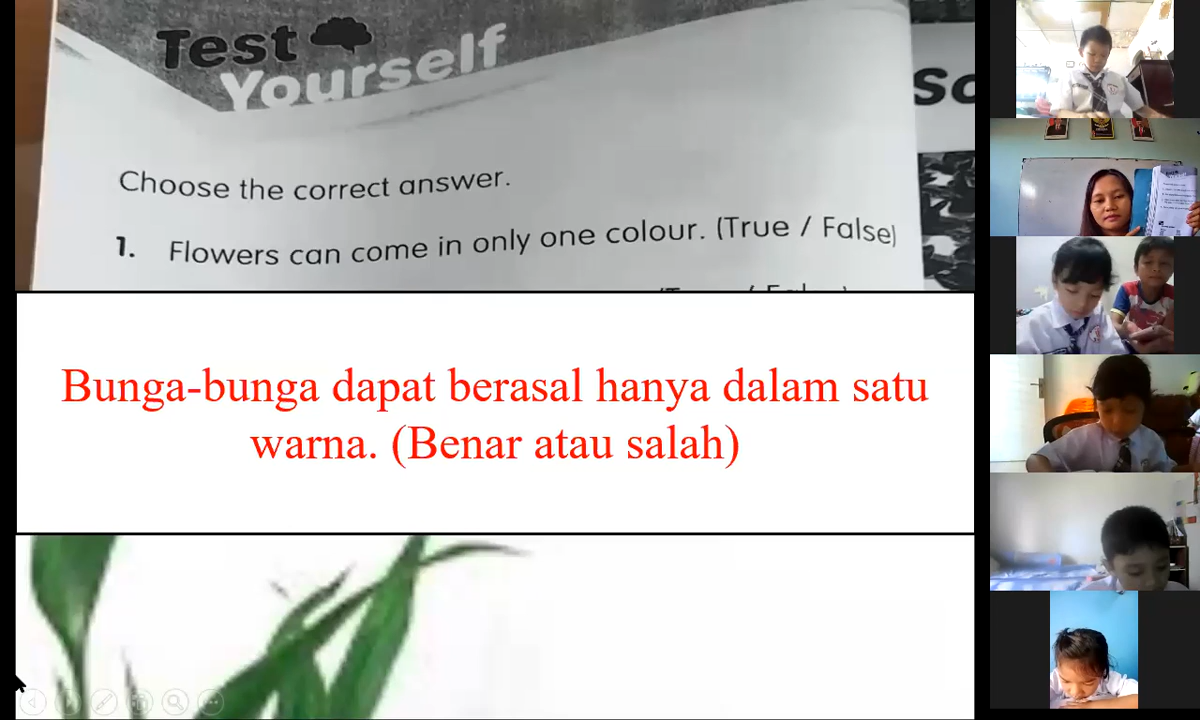 Test
Yourself
Sc
Choose the correct answer.
1. Flowers can come in only one colour. (True / False)
Bunga-bunga dapat berasal hanya dalam satu
warna. (Benar atau salah)